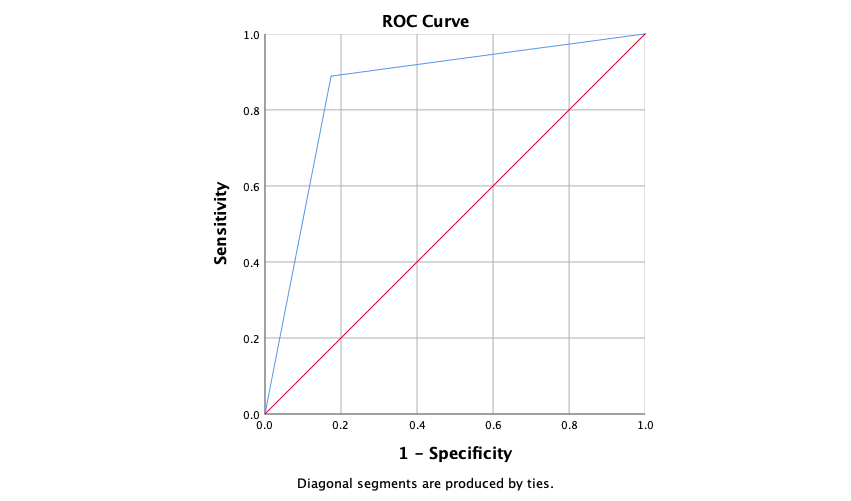 ROC Curve
1.0
0.8
0.6
0.4
0.2
0.0
Sensitivity
0.0 0.2 0.4 0.6 0.8 1.0
1 – Specificity
Diagonal segments are produced by ties.